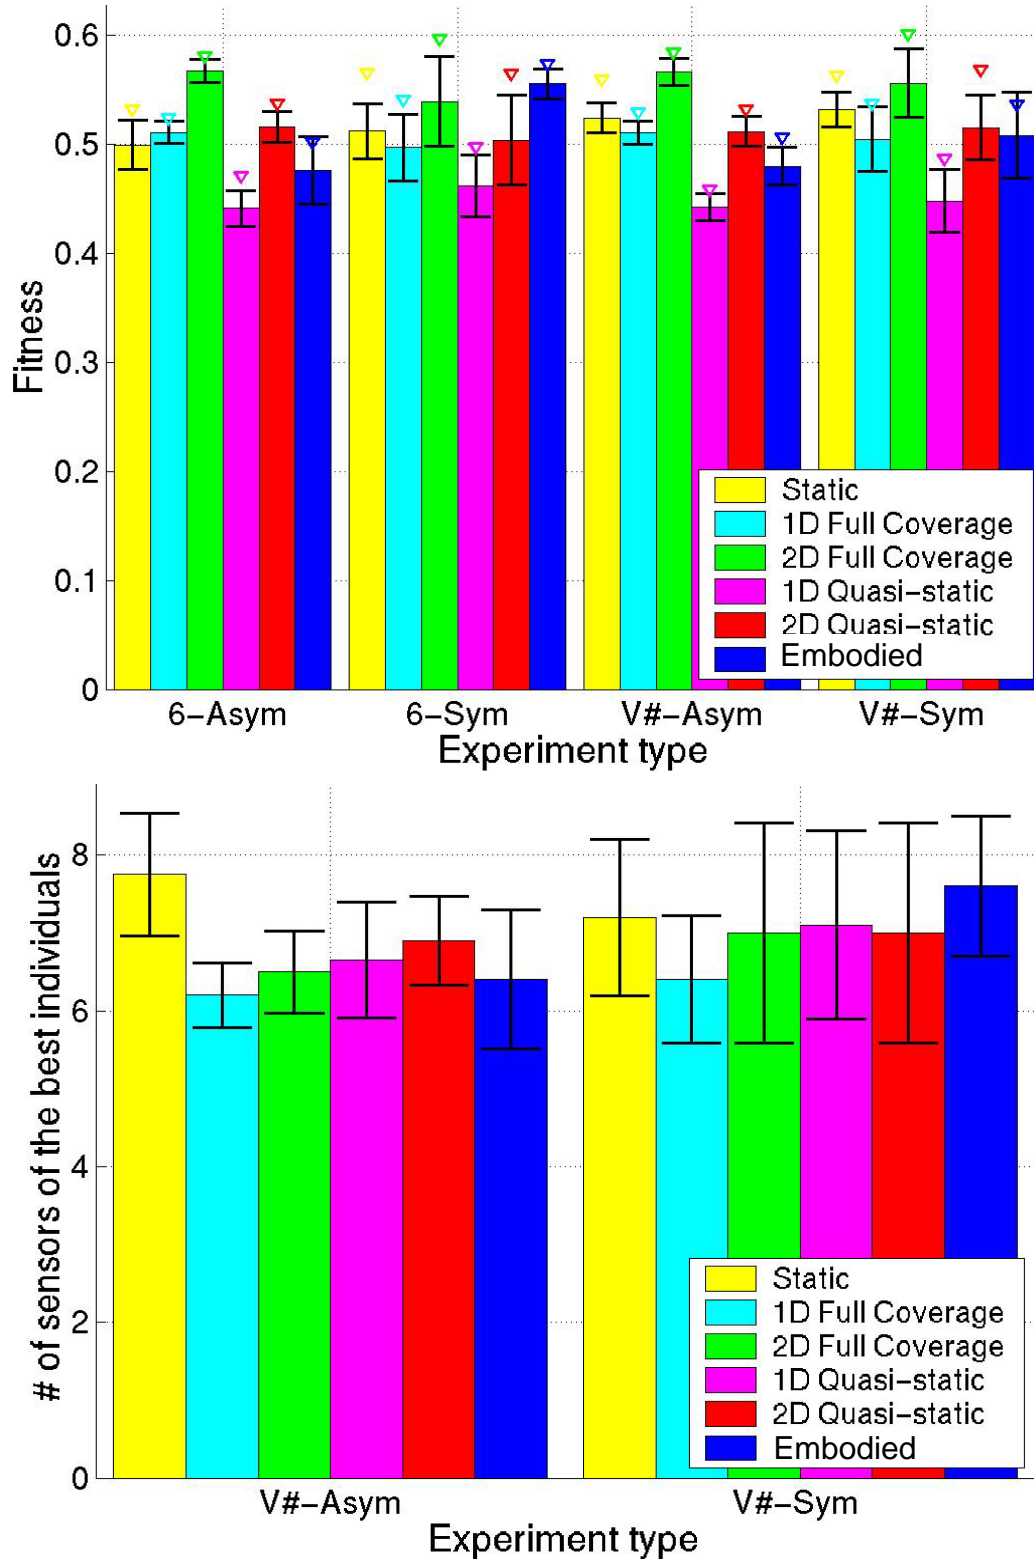 0.6
0.5
0.4
0.3
0.2
0.1
0
Fitness
Static
1D Full Coverage
2D Full Coverage
1D Quasi-static
2D Quasi-static
Embodied
6-Asym
6-Sym
V#-Asym
V#-Sym
Experiment type
8
6
4
2
0
# of sensors of the best individuals
Static
1D Full Coverage
2D Full Coverage
1D Quasi-static
2D Quasi-static
Embodied
V#-Asym
V#-Sym
Experiment type